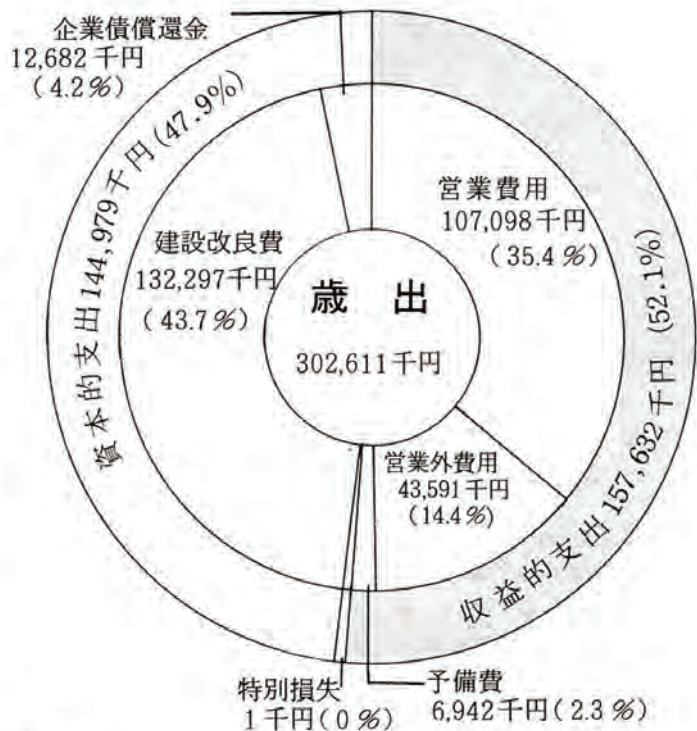 企業債償還金
12,682千円
(4.2%)
資本的支出144,979千円(47.9%)
建設改良費
132,297千円
(43.7%)
歳 出
302,611千円
営業費用
107,098千円
(35.4%)
収益的支出157,632千円(52.1%)
営業外費用
43,591千円
(14.4%)
特別損失
1千円(0%)
予備費
6,942千円(2.3%)